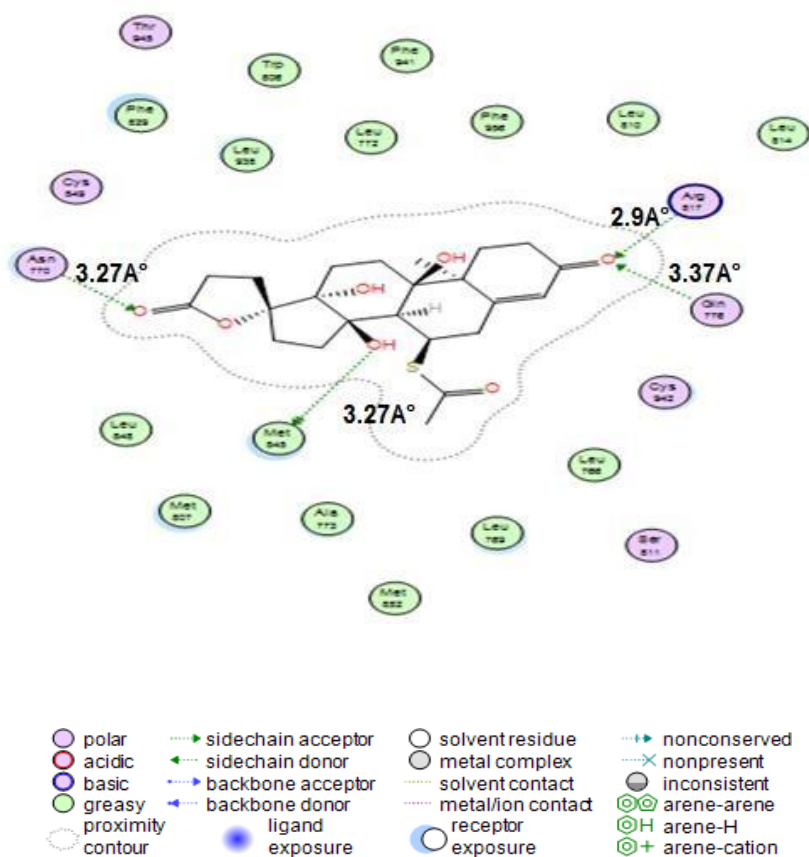 Thr
945
Trp
806
Phe
941
Phe
829
Leu
938
Leu
772
Phe
956
Leu
810
Leu
814
Cys
849
Arg
817
2.9A°
Asn
770
3.27A°
OH
O
3.37A°
O
O
OH
H
Gln
776
OH
S
O
Cys
942
3.27A°
Leu
848
Met
845
Leu
766
Met
807
Ala
773
Leu
769
Ser
811
Met
852
polar
acidic
basic
greasy
proximity
contour
sidechain acceptor
sidechain donor
backbone acceptor
backbone donor
ligand
exposure
solvent residue
metal complex
solvent contact
metal/ion contact
receptor
exposure
nonconserved
nonpresent
inconsistent
arene-arene
H arene-H
+ arene-cation